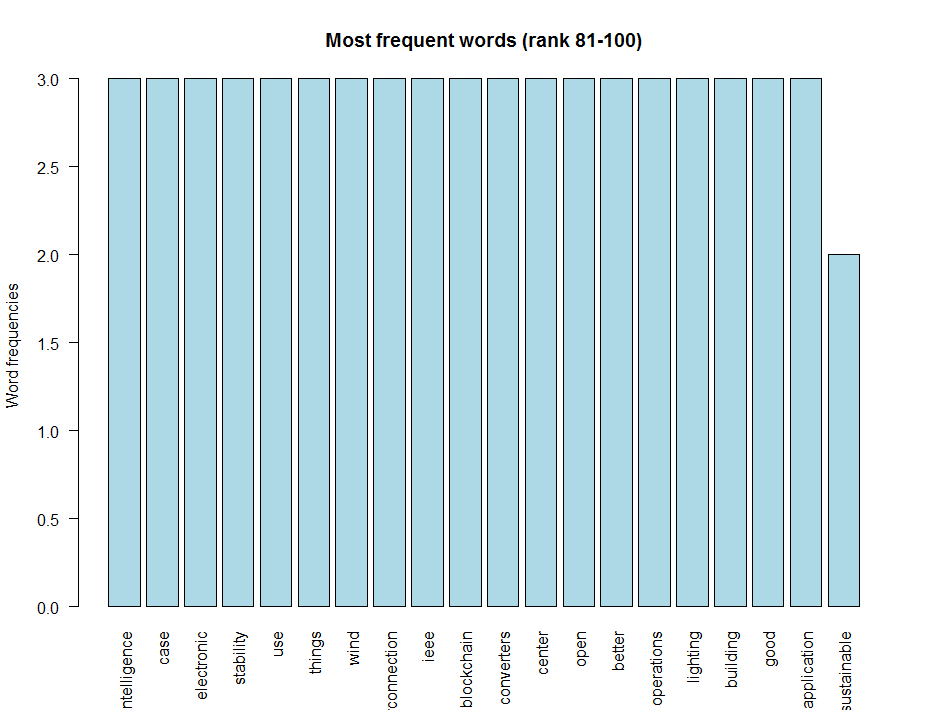 Most frequent words (rank 81-100)
Word frequencies
3.0
2.5
2.0
1.5
1.0
0.5
0.0
ntelligence
case
electronic
stability
use
things
wind
rconnection
ieee
blockchain
converters
center
open
better
operations
lighting
building
good
application
sustainable